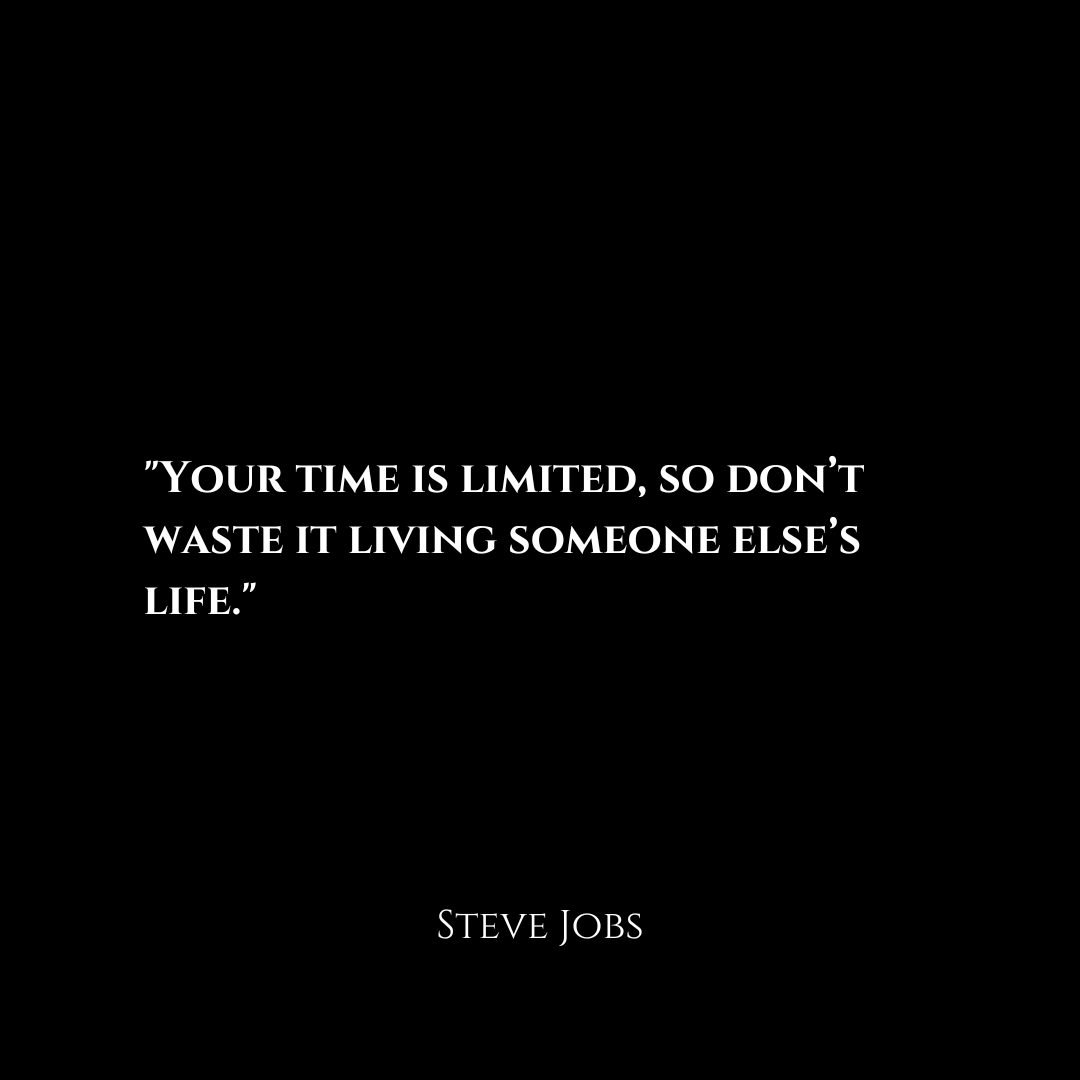 "Your time is limited, so don’t
waste it living someone else’s
life."
Steve Jobs